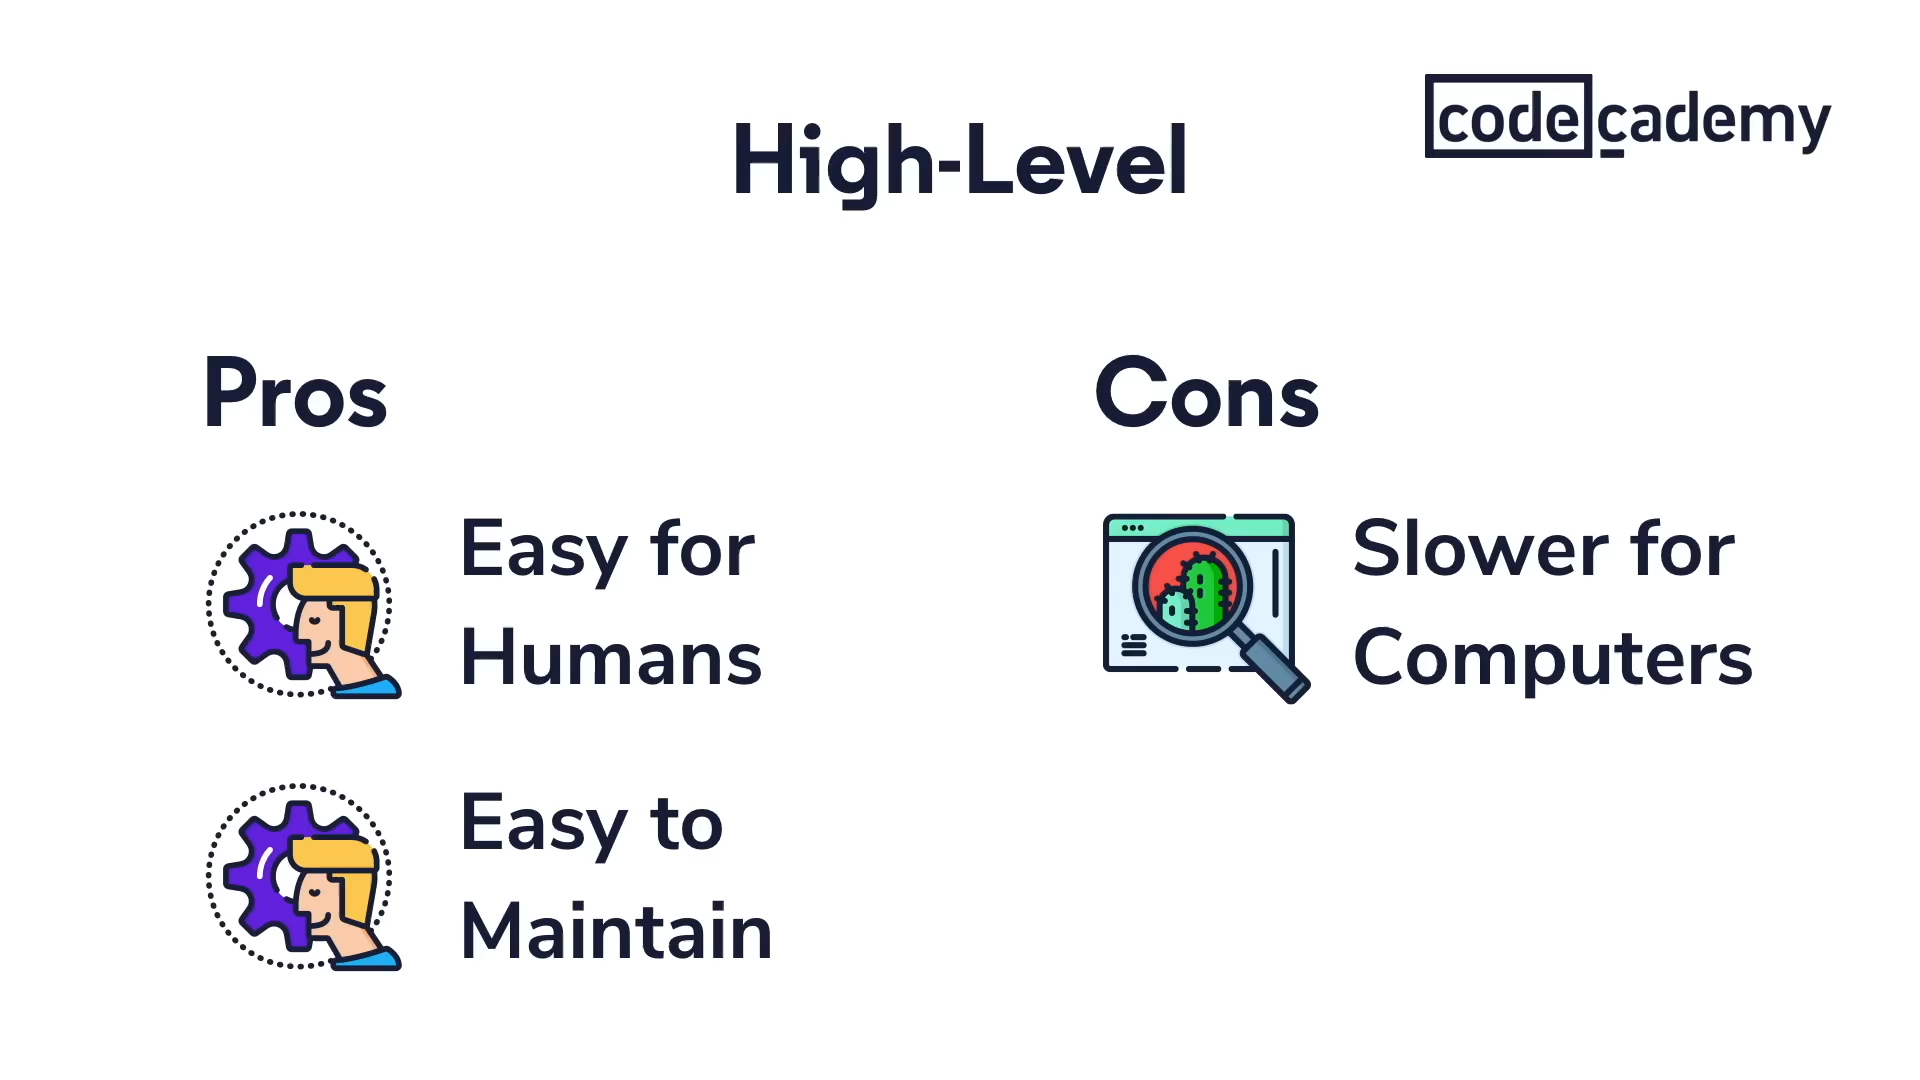 High-Level
codecademy
Pros
Easy for
Humans
Easy to
Maintain
Cons
Slower for
Computers